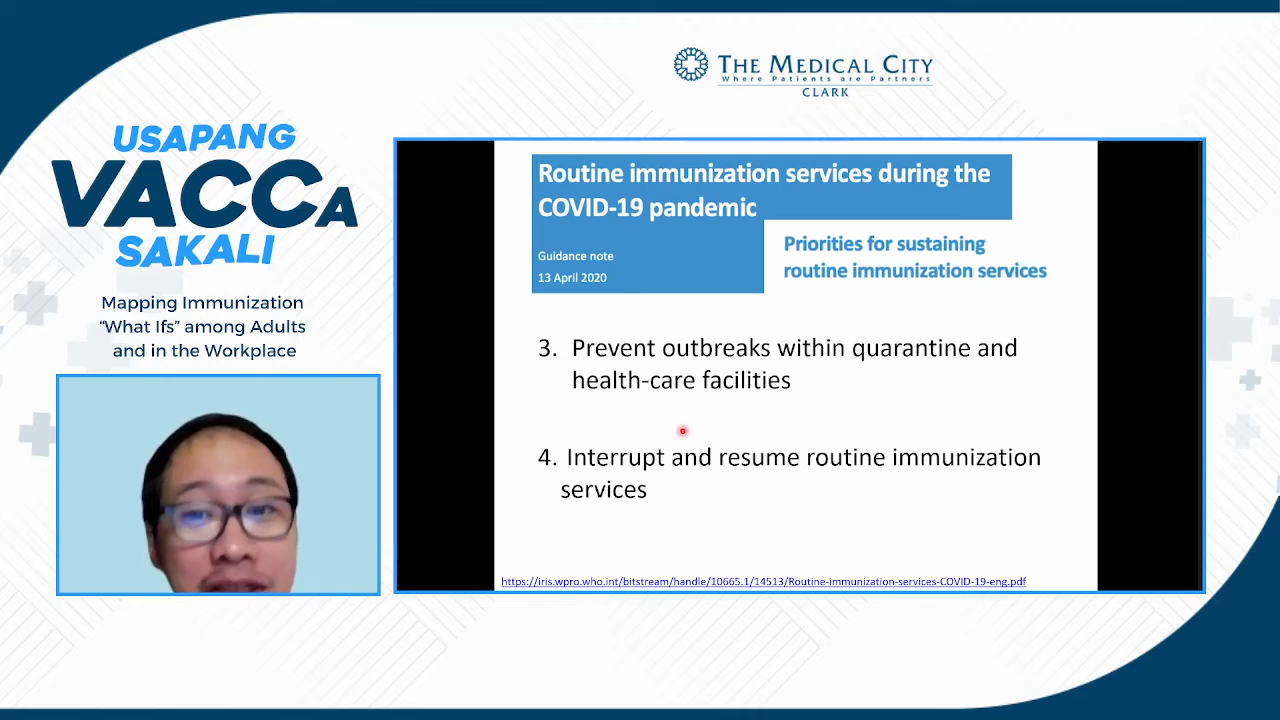 THE MEDICAL CITY
Where Patients are Partners
CLARK
USAPANG
VACCA
SAKALI
Mapping Immunization
“What Ifs” among Adults
and in the Workplace
Routine immunization services during the
COVID-19 pandemic
Guidance note
13 April 2020
Priorities for sustaining
routine immunization services
3. Prevent outbreaks within quarantine and
health-care facilities
4. Interrupt and resume routine immunization
services
https://iris.wpro.who.int/bitstream/handle/10665.1/14513/Routine-immunization-services-COVID-19-eng.pdf